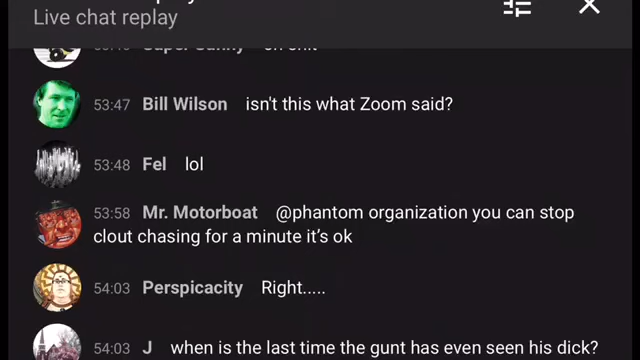 Live chat replay
53:47 Bill Wilson isn't this what Zoom said?
53:48 Fel lol
53:58 Mr. Motorboat @phantom organization you can stop
clout chasing for a minute it's ok
54:03 Perspicacity Right.....
54:03 J when is the last time the gunt has even seen his dick?